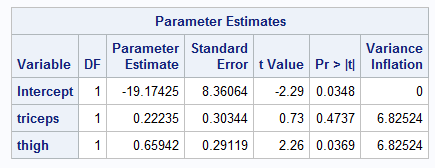 Parameter Estimates
Variable DF Parameter Estimate Standard Error t Value Pr > |t| Variance Inflation
Intercept 1 -19.17425 8.36064 -2.29 0.0348 0
triceps 1 0.22235 0.30344 0.73 0.4737 6.82524
thigh 1 0.65942 0.29119 2.26 0.0369 6.82524